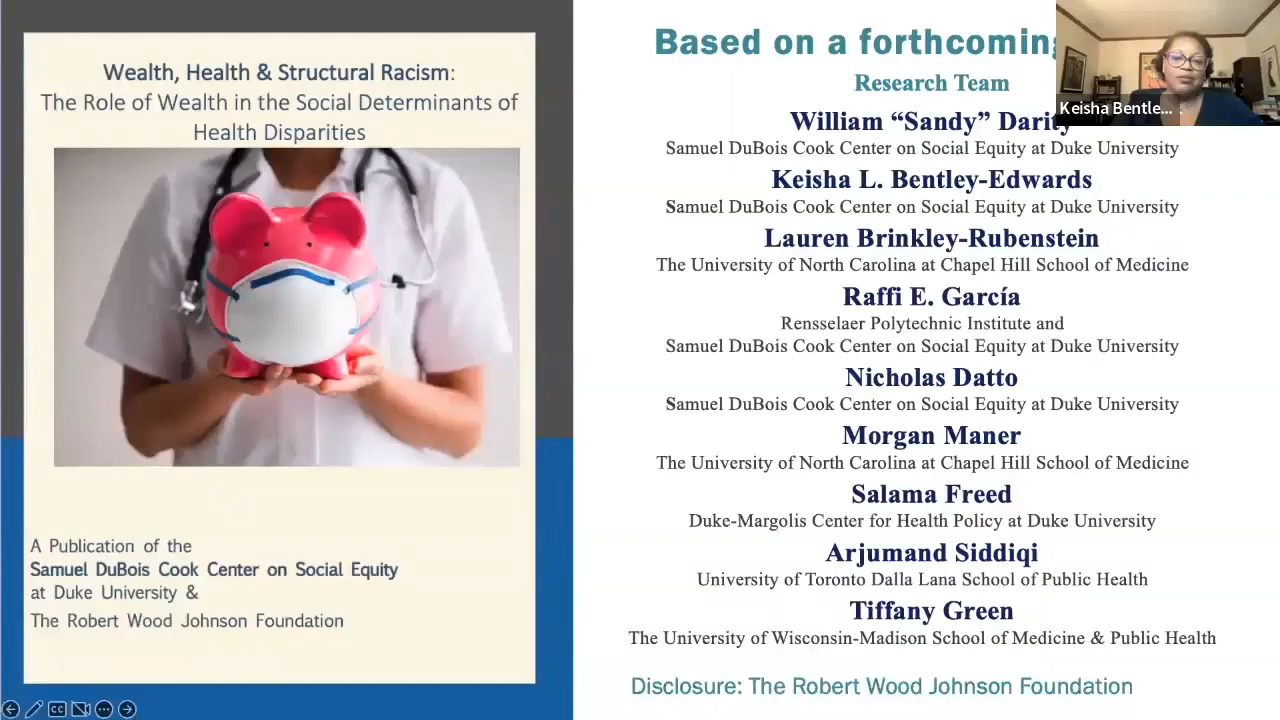 Wealth, Health & Structural Racism:
The Role of Wealth in the Social Determinants of
Health Disparities
A Publication of the
Samuel DuBois Cook Center on Social Equity
at Duke University &
The Robert Wood Johnson Foundation
Based on a forthcoming
Research Team
William “Sandy” Darity
Samuel DuBois Cook Center on Social Equity at Duke University
Keisha L. Bentley-Edwards
Samuel DuBois Cook Center on Social Equity at Duke University
Lauren Brinkley-Rubenstein
The University of North Carolina at Chapel Hill School of Medicine
Raffi E. García
Rensselaer Polytechnic Institute and
Samuel DuBois Cook Center on Social Equity at Duke University
Nicholas Datto
Samuel DuBois Cook Center on Social Equity at Duke University
Morgan Maner
The University of North Carolina at Chapel Hill School of Medicine
Salama Freed
Duke-Margolis Center for Health Policy at Duke University
Arjumand Siddiqi
University of Toronto Dalla Lana School of Public Health
Tiffany Green
The University of Wisconsin-Madison School of Medicine & Public Health
Disclosure: The Robert Wood Johnson Foundation
Keisha Bentle...
CC